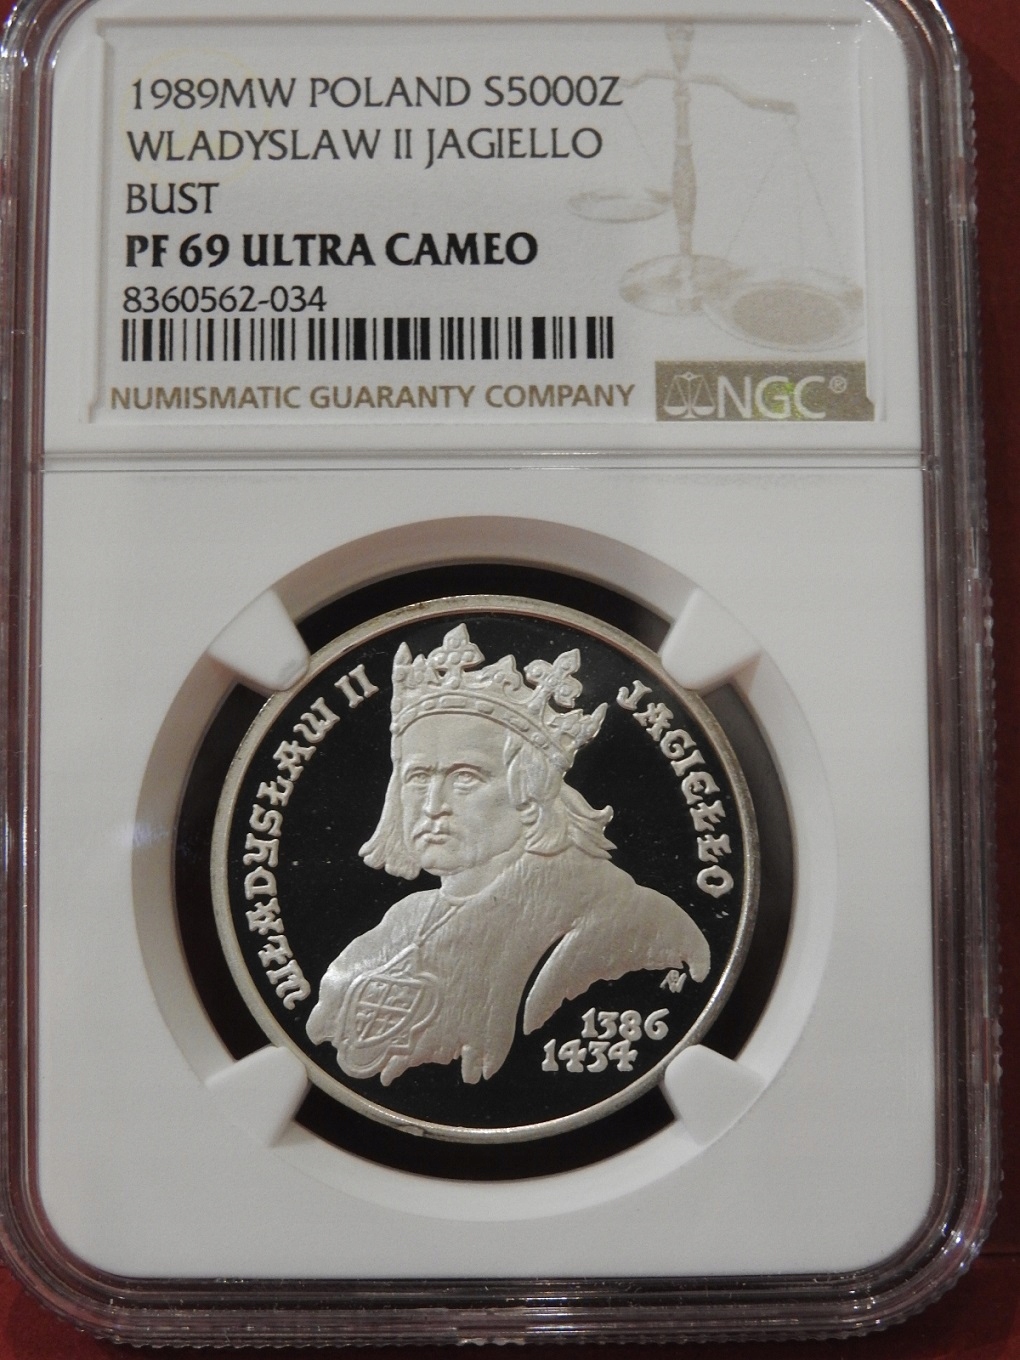 1989MW POLAND S5000Z
WLADYSLAW II JAGIELLO
BUST
PF 69 ULTRA CAMEO
8360562-034
NUMISMATIC GUARANTY COMPANY
NGC®
WŁADYSŁAW II JAGIEŁŁO
1386
1434